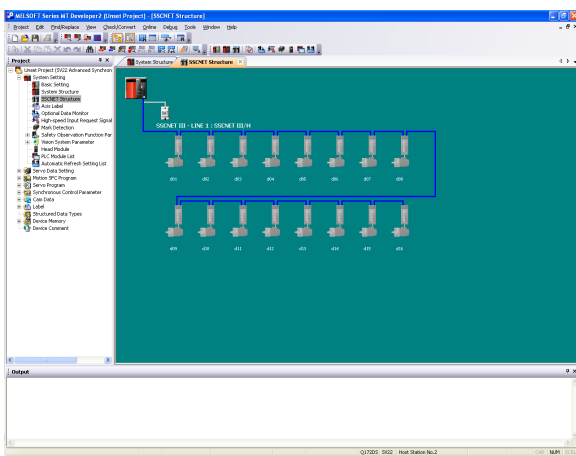 MELSOFT Series MT Developer2 (Unset Project) - [SSCNET Structure]
Project Edit Find/Replace View Check/Convert Online Debug Tools Window Help
Project
System Structure
SSCNET Structure
Unset Project (SV22 Advanced Synchron
System Setting
Basic Setting
System Structure
SSCNET Structure
Axis Label
Optional Data Monitor
High-speed Input Request Signal
Mark Detection
Safety Observation Function Par
Vision System Parameter
Head Module
PLC Module List
Automatic Refresh Setting List
Servo Data Setting
Motion SFC Program
Servo Program
Synchronous Control Parameter
Cam Data
Label
Structured Data Types
Device Memory
Device Comment
SSCNET III - LINE 1 : SSCNET III/H
d01 d02 d03 d04 d05 d06 d07 d08
d09 d10 d11 d12 d13 d14 d15 d16
Output
Q172DS SV22 Host Station No.2 CAP NUM SCRL